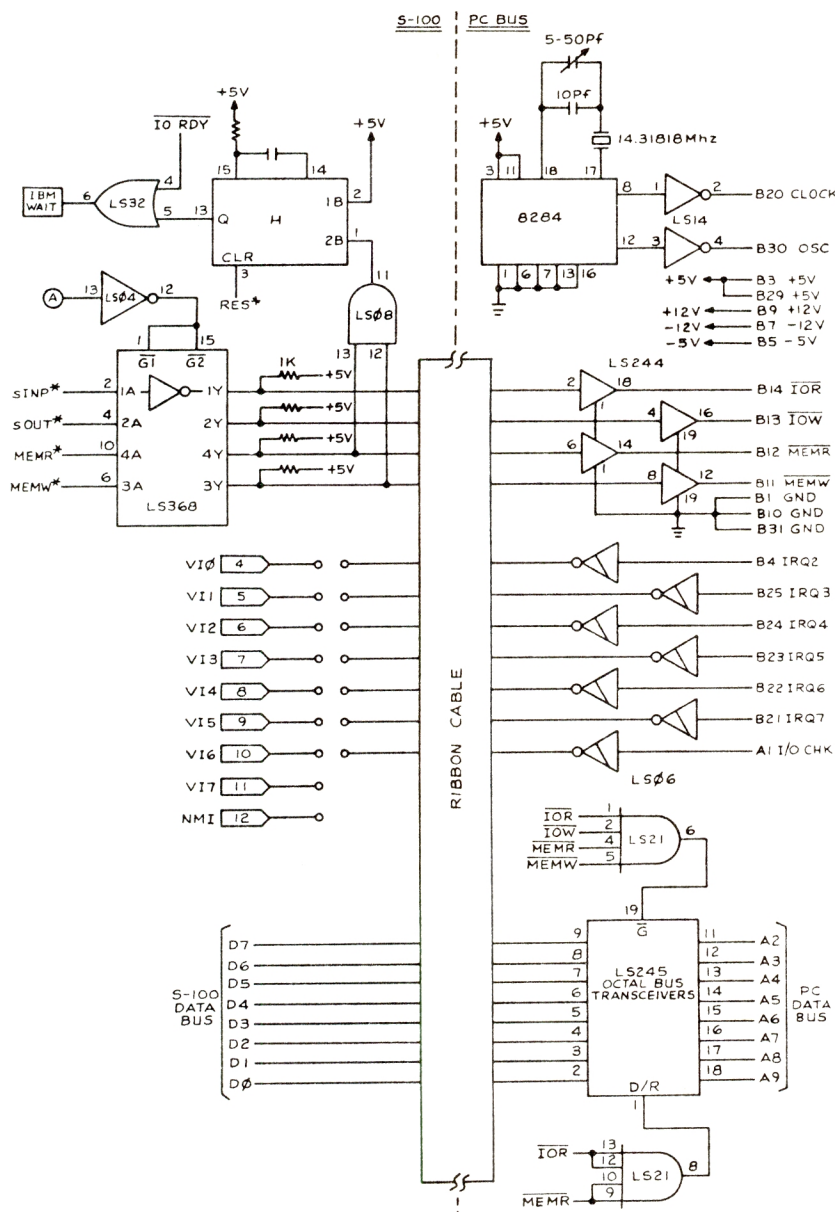 S-100 PC BUS
5-50Pf
10Pf
+5V
IO RDY
+5V
+5V
14.31818Mhz
IBM WAIT
6
4
5
LS32
13
15
14
Q
H
1B
2
2B
1
CLR
3
RES*
3
11
18
17
8284
8
1
2
B20 CLOCK
LS14
12
3
4
B30 OSC
1
6
7
13
16
+5V B3 +5V
B29 +5V
+12V B9 +12V
-12V B7 -12V
-5V B5 -5V
A
13
LSØ4
12
11
LSØ8
13
12
1
15
G1
G2
1K
+5V
SINP* 2 1A 1Y
+5V
SOUT* 4 2A 2Y
+5V
MEMR* 10 4A 4Y
+5V
MEMW* 6 3A 3Y
LS368
LS244
2 18 B14 IOR
1
4 16 B13 IOW
19
6 14 B12 MEMR
1
8 12 B11 MEMW
19
B1 GND
B10 GND
B31 GND
VIØ 4
B4 IRQ2
VI1 5
B25 IRQ3
VI2 6
B24 IRQ4
VI3 7
B23 IRQ5
VI4 8
B22 IRQ6
VI5 9
B21 IRQ7
VI6 10
A1 I/O CHK
VI7 11
LSØ6
NMI 12
RIBBON CABLE
IOR 1
IOW 2
MEMR 4
MEMW 5
LS21
6
19
G
S-100 DATA BUS
D7 9 11 A2
D6 8 12 A3
D5 7 13 A4
D4 6 14 A5
D3 5 15 A6
D2 4 16 A7
D1 3 17 A8
DØ 2 18 A9
LS245
OCTAL BUS
TRANSCEIVERS
PC DATA BUS
D/R
1
IOR 13
12
10
MEMR 9
LS21
8